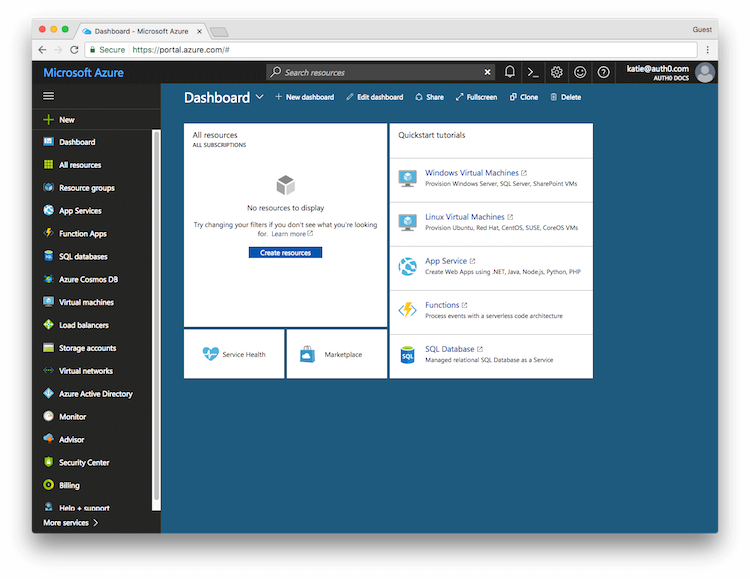 Dashboard - Microsoft Azure
Guest
Secure
https://portal.azure.com/#
Microsoft Azure
Search resources
katie@auth0.com
AUTH0 DOCS
New
Dashboard
All resources
Resource groups
App Services
Function Apps
SQL databases
Azure Cosmos DB
Virtual machines
Load balancers
Storage accounts
Virtual networks
Azure Active Directory
Monitor
Advisor
Security Center
Billing
Help + support
More services
Dashboard
New dashboard
Edit dashboard
Share
Fullscreen
Clone
Delete
All resources
ALL SUBSCRIPTIONS
No resources to display
Try changing your filters if you don't see what you're looking
for. Learn more
Create resources
Service Health
Marketplace
Quickstart tutorials
Windows Virtual Machines
Provision Windows Server, SQL Server, SharePoint VMs
Linux Virtual Machines
Provision Ubuntu, Red Hat, CentOS, SUSE, CoreOS VMs
App Service
Create Web Apps using .NET, Java, Node.js, Python, PHP
Functions
Process events with a serverless code architecture
SQL
SQL Database
Managed relational SQL Database as a Service